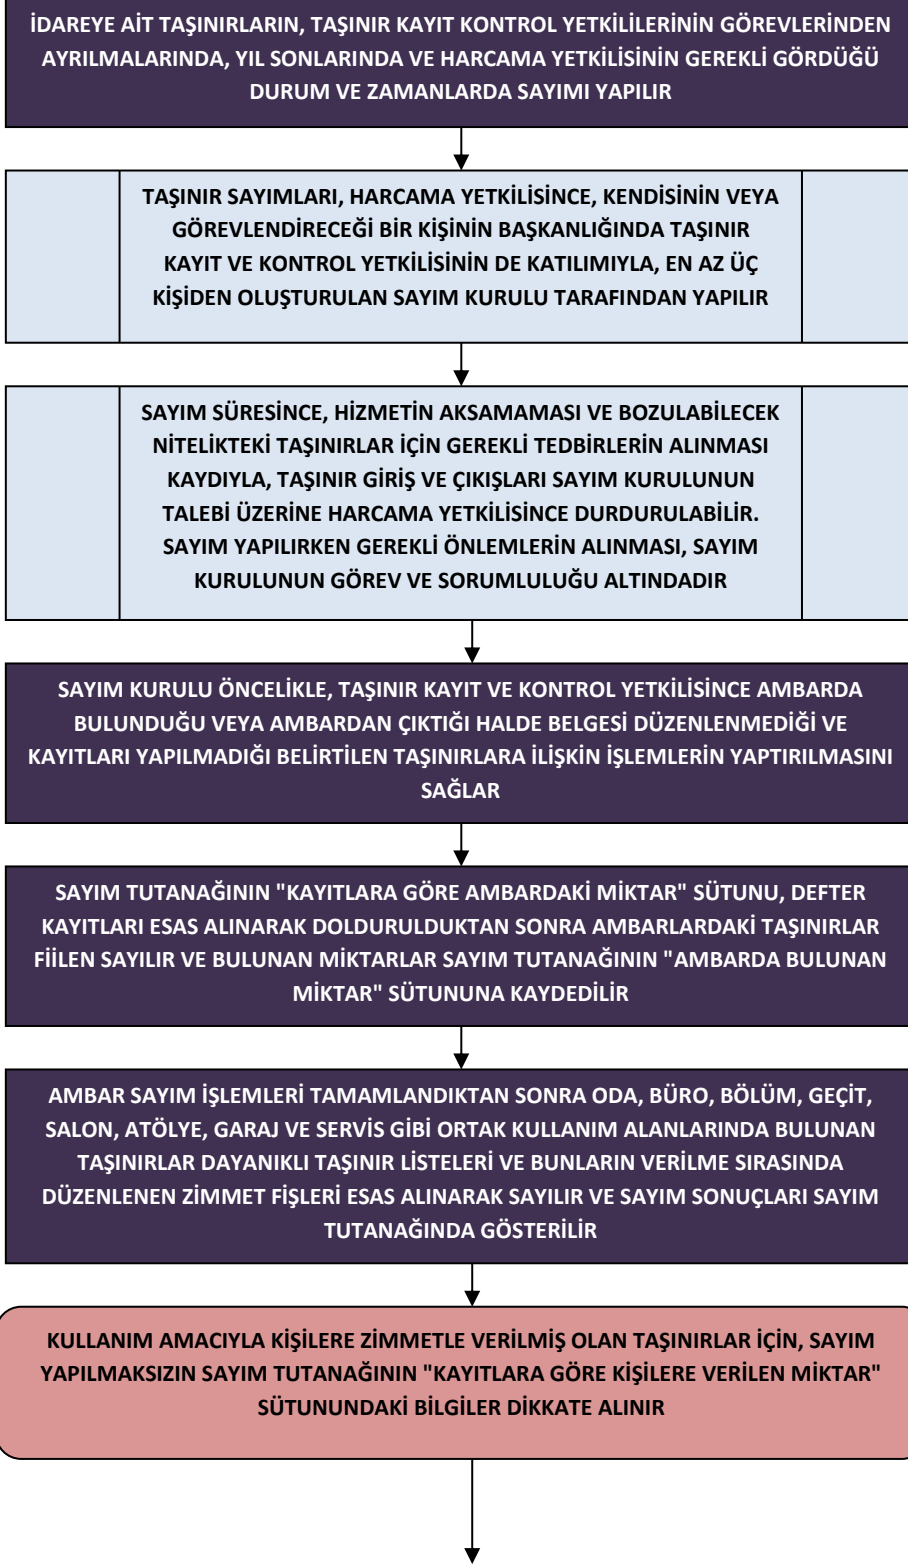 İDAREYE AİT TAŞINIRLARIN, TAŞINIR KAYIT KONTROL YETKİLİLERİNİN GÖREVLERİNDEN
AYRILMALARINDA, YIL SONLARINDA VE HARCAMA YETKİLİSİNİN GEREKLİ GÖRDÜĞÜ
DURUM VE ZAMANLARDA SAYIMI YAPILIR
TAŞINIR SAYIMLARI, HARCAMA YETKİLİSİNCE, KENDİSİNİN VEYA
GÖREVLENDİRECEĞİ BİR KİŞİNİN BAŞKANLIĞINDA TAŞINIR
KAYIT VE KONTROL YETKİLİSİNİN DE KATILIMIYLA, EN AZ ÜÇ
KİŞİDEN OLUŞTURULAN SAYIM KURULU TARAFINDAN YAPILIR
SAYIM SÜRESİNCE, HİZMETİN AKSAMAMASI VE BOZULABİLECEK
NİTELİKTEKİ TAŞINIRLAR İÇİN GEREKLİ TEDBİRLERİN ALINMASI
KAYDIYLA, TAŞINIR GİRİŞ VE ÇIKIŞLARI SAYIM KURULUNUN
TALEBİ ÜZERİNE HARCAMA YETKİLİSİNCE DURDURULABİLİR.
SAYIM YAPILIRKEN GEREKLİ ÖNLEMLERİN ALINMASI, SAYIM
KURULUNUN GÖREV VE SORUMLULUĞU ALTINDADIR
SAYIM KURULU ÖNCELİKLE, TAŞINIR KAYIT VE KONTROL YETKİLİSİNCE AMBARDA
BULUNDUĞU VEYA AMBARDAN ÇIKTIĞI HALDE BELGESİ DÜZENLENMEDİĞİ VE
KAYITLARI YAPILMADIĞI BELİRTİLEN TAŞINIRLARA İLİŞKİN İŞLEMLERİN YAPTIRILMASINI
SAĞLAR
SAYIM TUTANAĞININ "KAYITLARA GÖRE AMBARDAKİ MİKTAR" SÜTUNU, DEFTER
KAYITLARI ESAS ALINARAK DOLDURULDUKTAN SONRA AMBARLARDAKİ TAŞINIRLAR
FİİLEN SAYILIR VE BULUNAN MİKTARLAR SAYIM TUTANAĞININ "AMBARDA BULUNAN
MİKTAR" SÜTUNUNA KAYDEDİLİR
AMBAR SAYIM İŞLEMLERİ TAMAMLANDIKTAN SONRA ODA, BÜRO, BÖLÜM, GEÇİT,
SALON, ATÖLYE, GARAJ VE SERVİS GİBİ ORTAK KULLANIM ALANLARINDA BULUNAN
TAŞINIRLAR DAYANIKLI TAŞINIR LİSTELERİ VE BUNLARIN VERİLME SIRASINDA
DÜZENLENEN ZİMMET FİŞLERİ ESAS ALINARAK SAYILIR VE SAYIM SONUÇLARI SAYIM
TUTANAĞINDA GÖSTERİLİR
KULLANIM AMACIYLA KİŞİLERE ZİMMETLE VERİLMİŞ OLAN TAŞINIRLAR İÇİN, SAYIM
YAPILMAKSIZIN SAYIM TUTANAĞININ "KAYITLARA GÖRE KİŞİLERE VERİLEN MİKTAR"
SÜTUNUNDAKİ BİLGİLER DİKKATE ALINIR